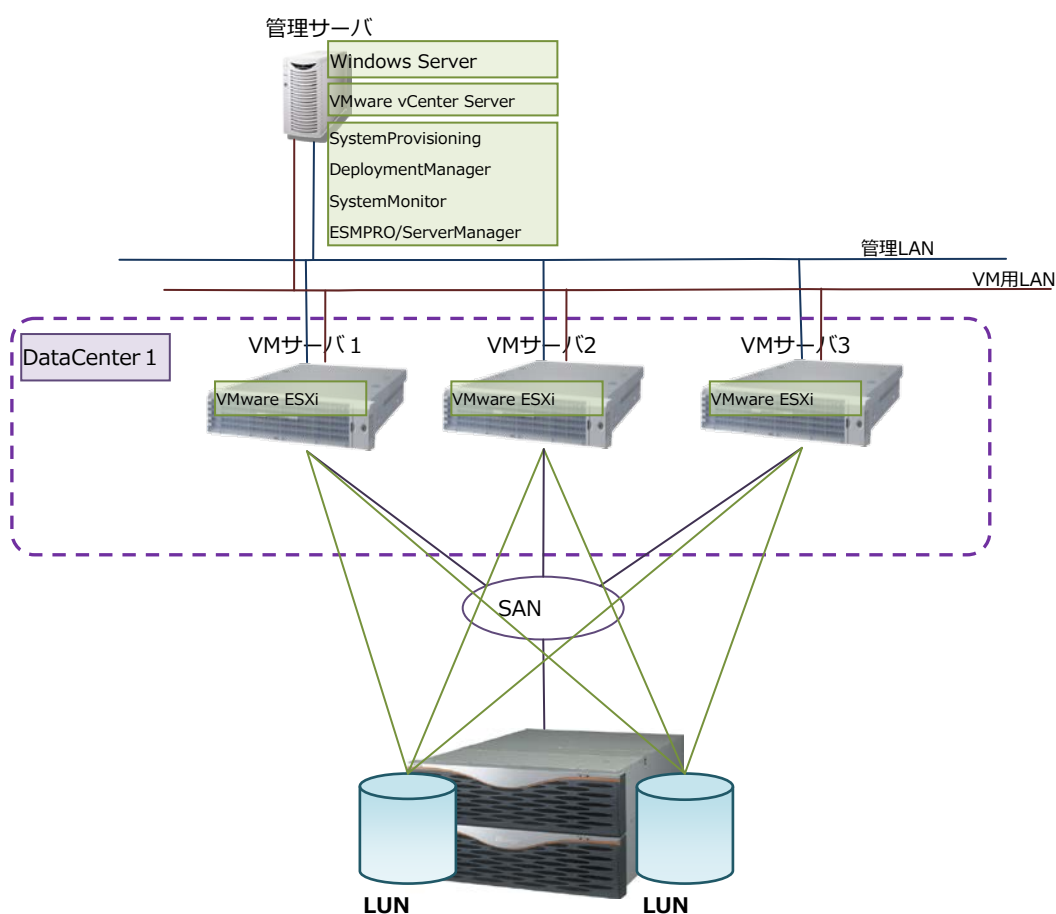 管理サーバ
Windows Server
VMware vCenter Server
SystemProvisioning
DeploymentManager
SystemMonitor
ESMPRO/ServerManager
管理LAN
VM用LAN
DataCenter 1
VMサーバ 1
VMサーバ2
VMサーバ3
VMware ESXi
VMware ESXi
VMware ESXi
SAN
LUN
LUN